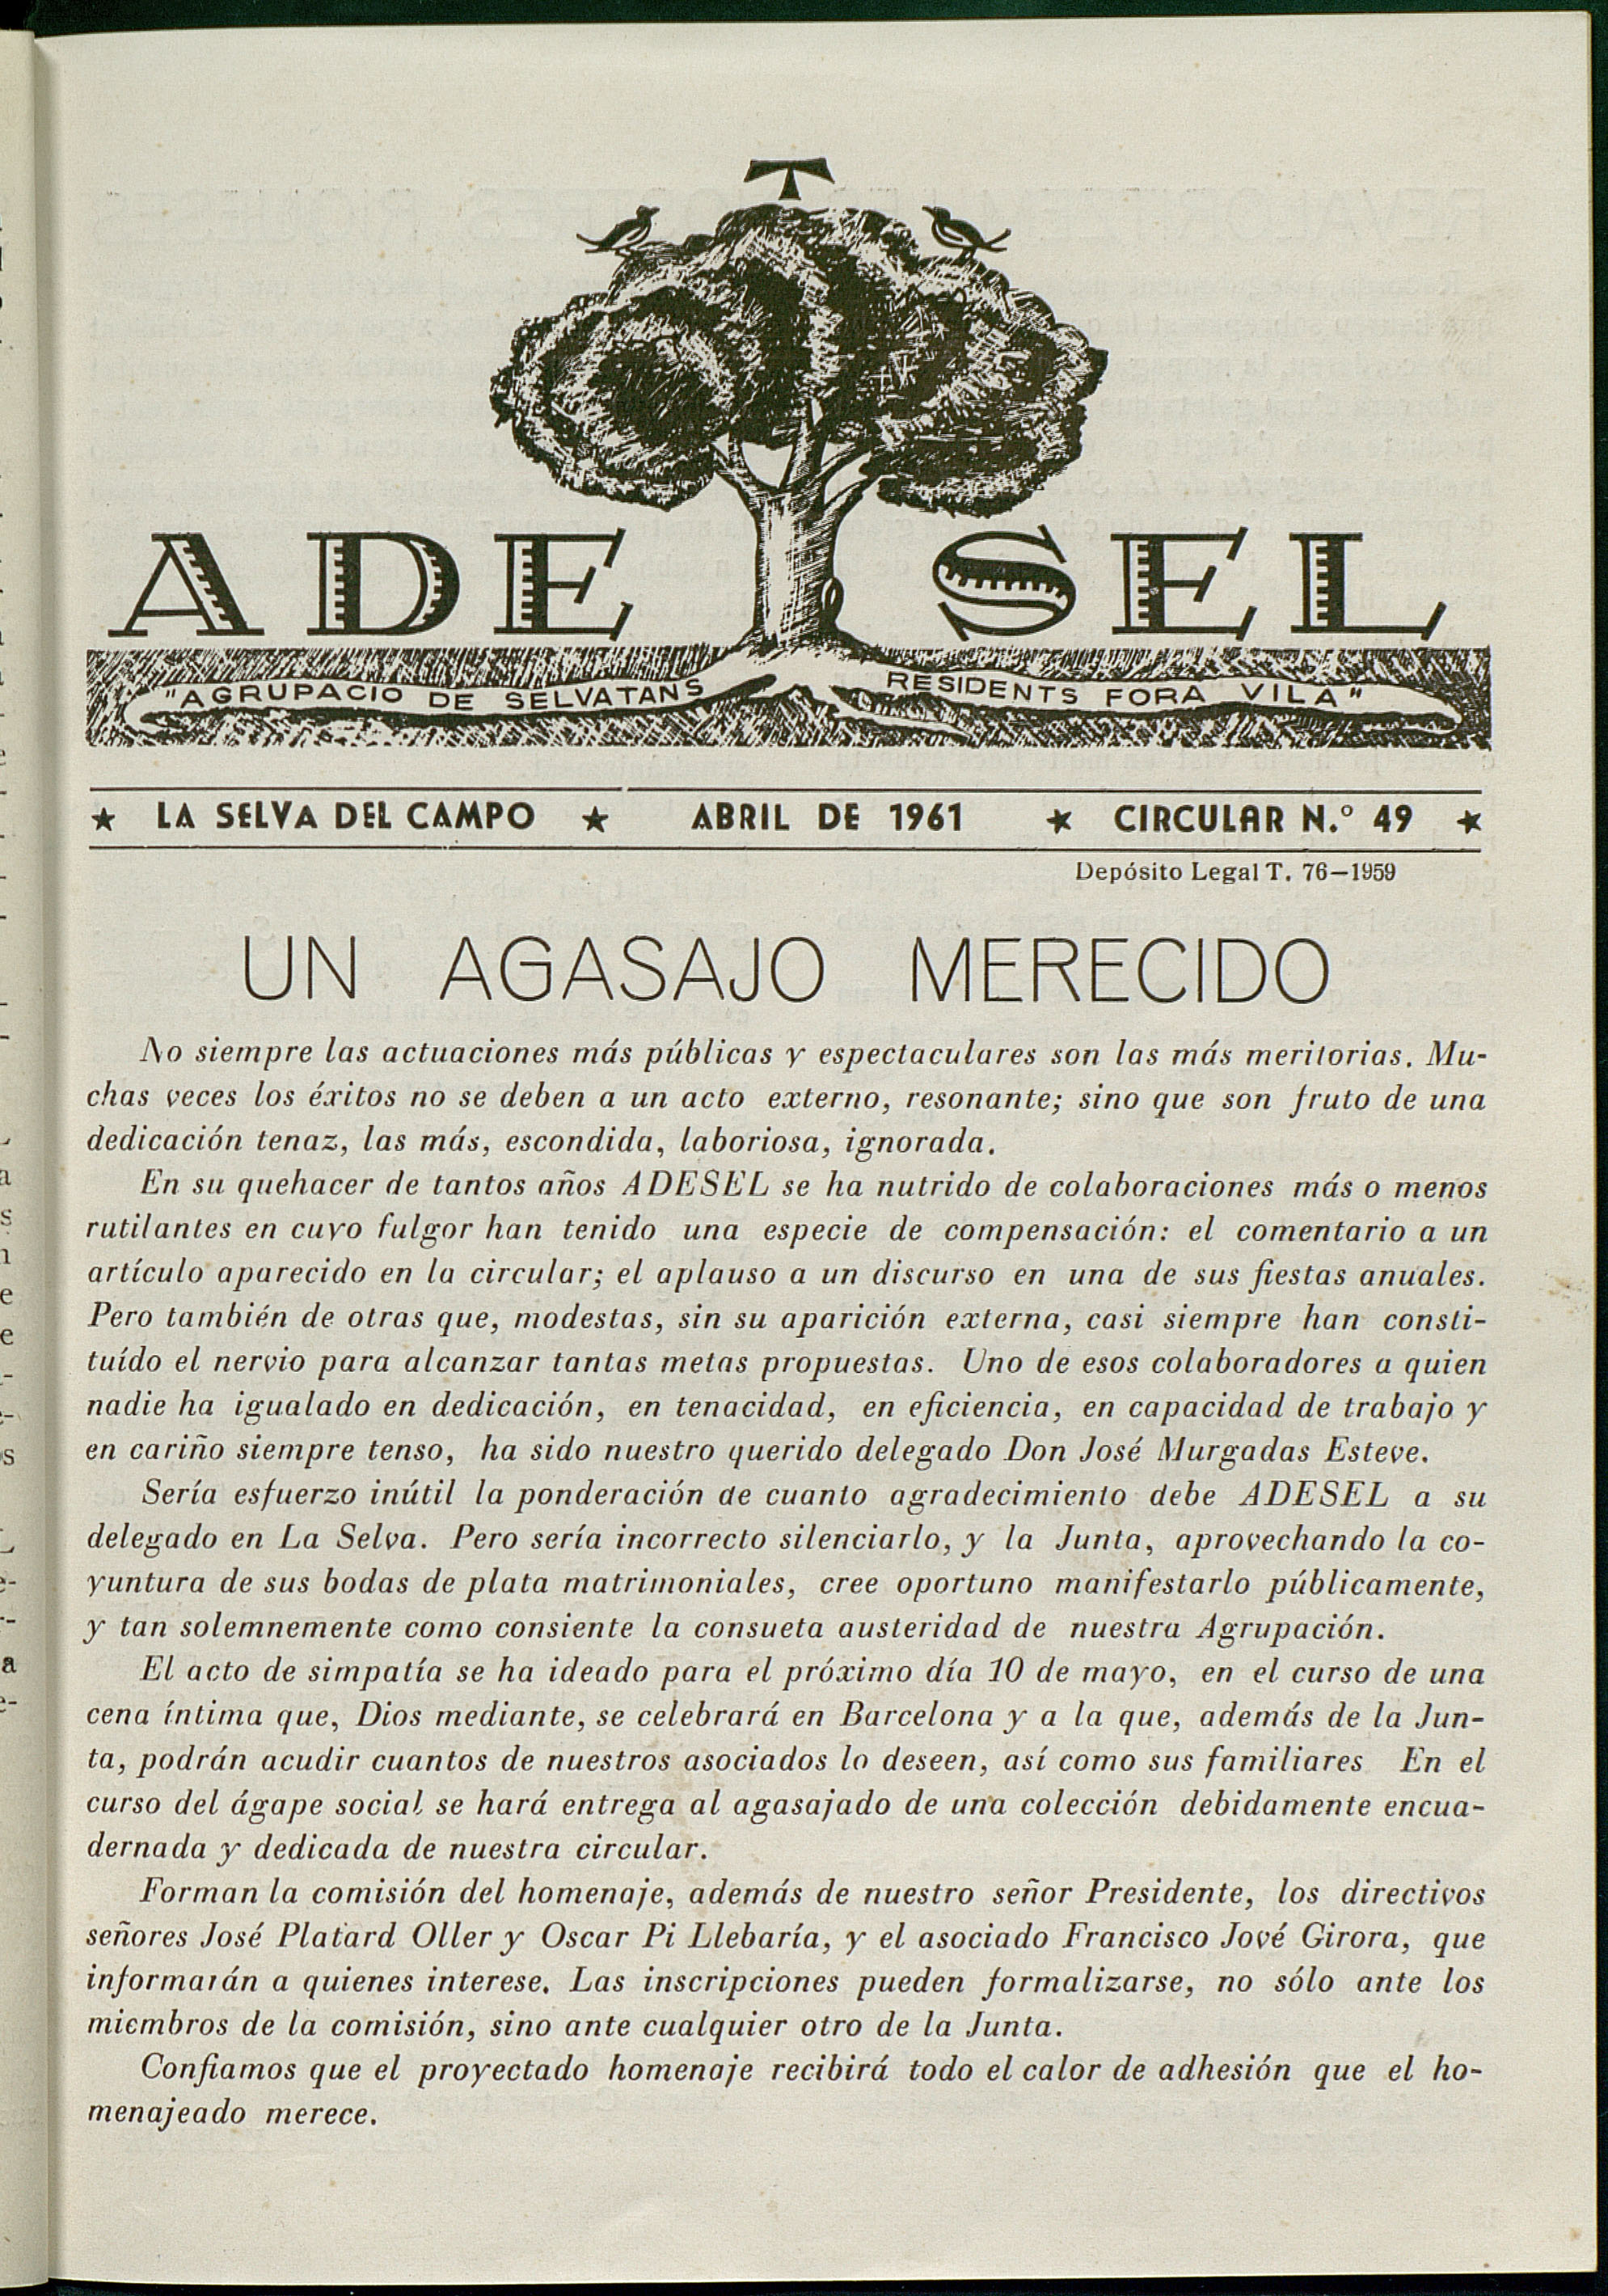 T
ADESEL
"AGRUPACIO DE SELVATANS RESIDENTS FORA VILA"
★ LA SELVA DEL CAMPO ★ ABRIL DE 1961 ★ CIRCULAR N.º 49 ★
Depósito Legal T. 76-1959
UN AGASAJO MERECIDO
No siempre las actuaciones más públicas y espectaculares son las más meritorias. Mu-
chas veces los éxitos no se deben a un acto externo, resonante; sino que son fruto de una
dedicación tenaz, las más, escondida, laboriosa, ignorada.
En su quehacer de tantos años ADESEL se ha nutrido de colaboraciones más o menos
rutilantes en cuyo fulgor han tenido una especie de compensación: el comentario a un
artículo aparecido en la circular; el aplauso a un discurso en una de sus fiestas anuales.
Pero también de otras que, modestas, sin su aparición externa, casi siempre han consti-
tuído el nervio para alcanzar tantas metas propuestas. Uno de esos colaboradores a quien
nadie ha igualado en dedicación, en tenacidad, en eficiencia, en capacidad de trabajo y
en cariño siempre tenso, ha sido nuestro querido delegado Don José Murgadas Esteve.
Sería esfuerzo inútil la ponderación de cuanto agradecimiento debe ADESEL a su
delegado en La Selva. Pero sería incorrecto silenciarlo, y la Junta, aprovechando la co-
yuntura de sus bodas de plata matrimoniales, cree oportuno manifestarlo públicamente,
y tan solemnemente como consiente la consueta austeridad de nuestra Agrupación.
El acto de simpatía se ha ideado para el próximo día 10 de mayo, en el curso de una
cena íntima que, Dios mediante, se celebrará en Barcelona y a la que, además de la Jun-
ta, podrán acudir cuantos de nuestros asociados lo deseen, así como sus familiares En el
curso del ágape social se hará entrega al agasajado de una colección debidamente encua-
dernada y dedicada de nuestra circular.
Forman la comisión del homenaje, además de nuestro señor Presidente, los directivos
señores José Platard Oller y Oscar Pi Llebaría, y el asociado Francisco Jové Girora, que
informarán a quienes interese. Las inscripciones pueden formalizarse, no sólo ante los
miembros de la comisión, sino ante cualquier otro de la Junta.
Confiamos que el proyectado homenaje recibirá todo el calor de adhesión que el ho-
menajeado merece.